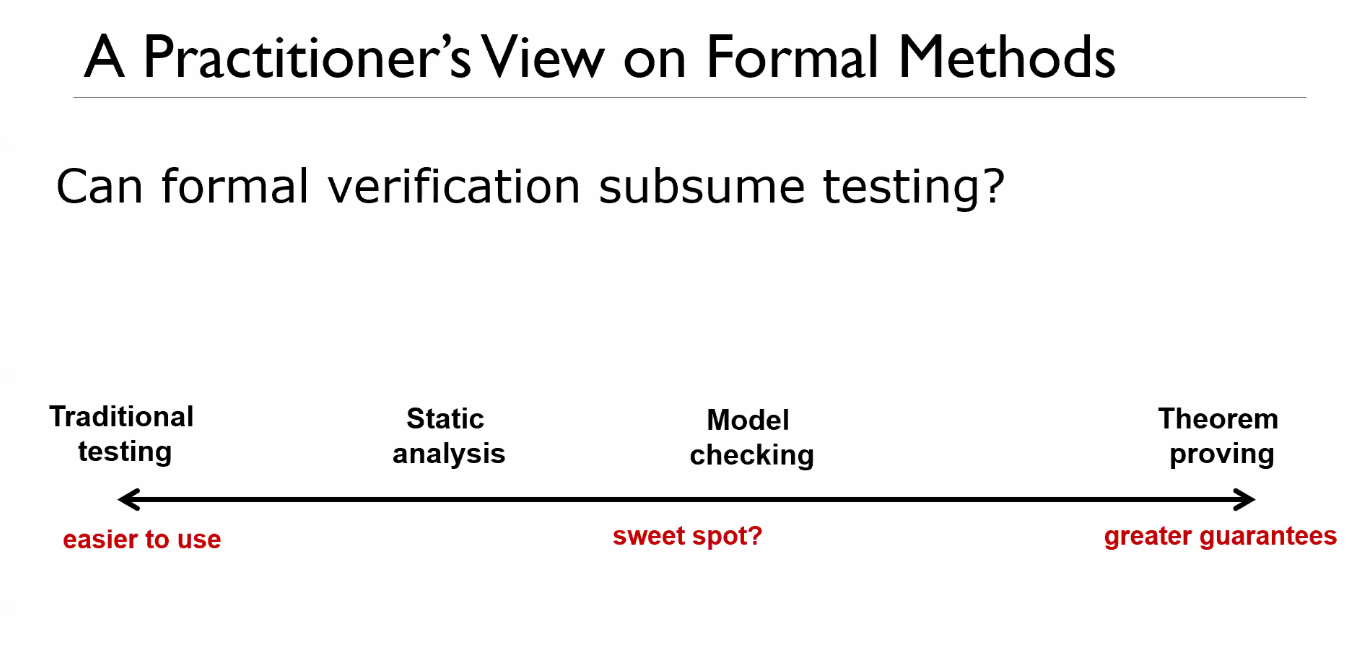 A Practitioner's View on Formal Methods
Can formal verification subsume testing?
Traditional
testing
Static
analysis
Model
checking
Theorem
proving
easier to use
sweet spot?
greater guarantees